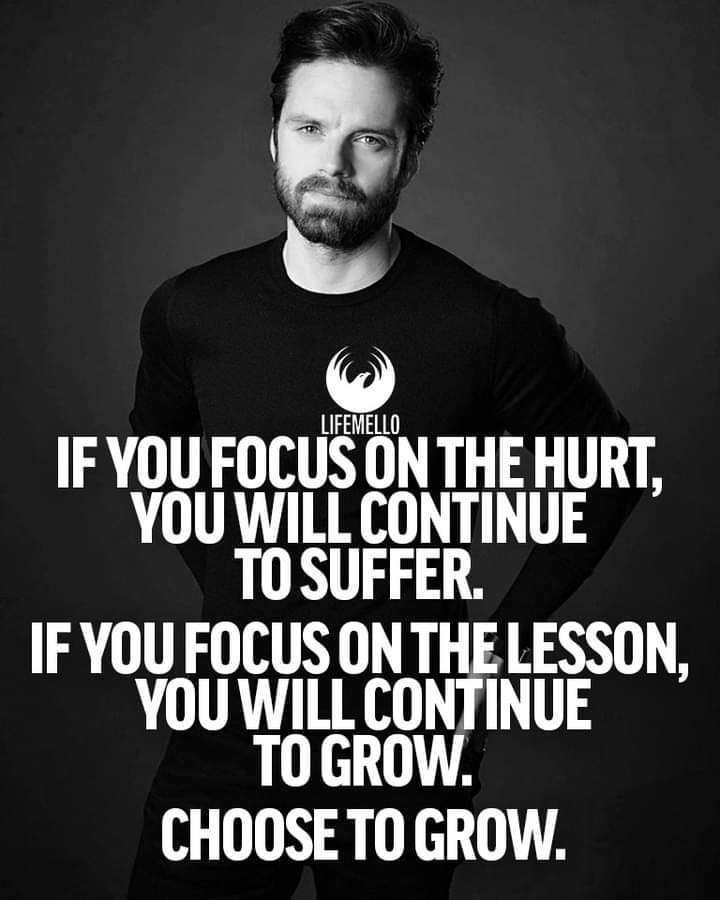 LIFEMELLO
IF YOU FOCUS ON THE HURT,
YOU WILL CONTINUE
TO SUFFER.
IF YOU FOCUS ON THE LESSON,
YOU WILL CONTINUE
TO GROW.
CHOOSE TO GROW.